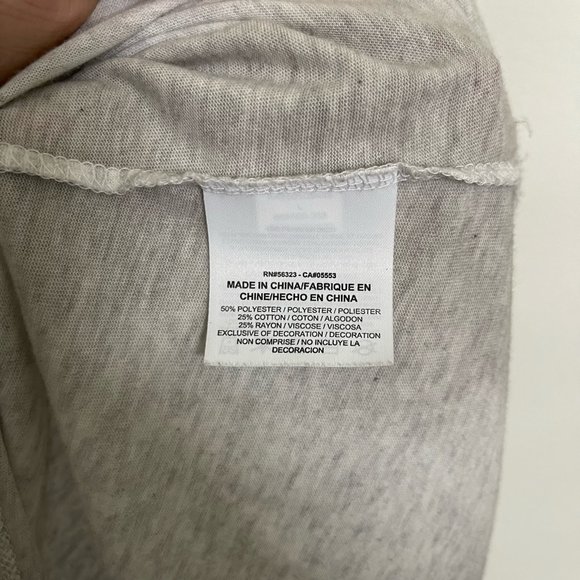 RN#56323 - CA#05553
MADE IN CHINA/FABRIQUE EN
CHINE/HECHO EN CHINA
50% POLYESTER / POLYESTER / POLIESTER
25% COTTON / COTON / ALGODON
25% RAYON / VISCOSE / VISCOSA
EXCLUSIVE OF DECORATION / DECORATION
NON COMPRISE / NO INCLUYE LA
DECORACION